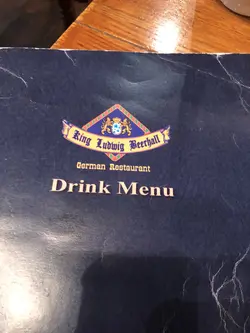 King Ludwig Beerhall
German Restaurant
Drink Menu